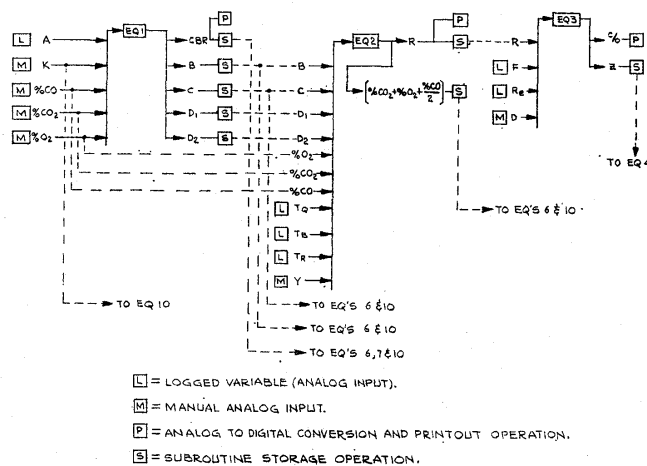 L A EQ1 CBR P
S
M K B S
M %CO C S
M %CO2 D1 S
M %O2 D2 S
B EQ2 R P
S
C [%CO2+%O2+%CO/2] S
D1
D2
%O2
%CO2
%CO
L TQ
L TB
L TR
M Y
R EQ3 C/O P
L F Z S
L Re
M D
TO EQ 4
TO EQ'S 6 & 10
TO EQ 10
TO EQ'S 6 & 10
TO EQ'S 6 & 10
TO EQ'S 6, 7 & 10
L = LOGGED VARIABLE (ANALOG INPUT).
M = MANUAL ANALOG INPUT.
P = ANALOG TO DIGITAL CONVERSION AND PRINTOUT OPERATION.
S = SUBROUTINE STORAGE OPERATION.